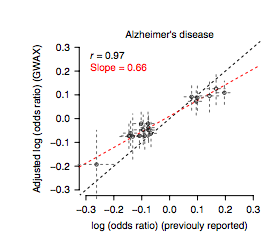 Alzheimer's disease
r = 0.97
Slope = 0.66
Adjusted log (odds ratio) (GWAX)
0.3
0.2
0.1
0.0
−0.1
−0.2
−0.3
−0.3 −0.2 −0.1 0.0 0.1 0.2 0.3
log (odds ratio) (previouly reported)